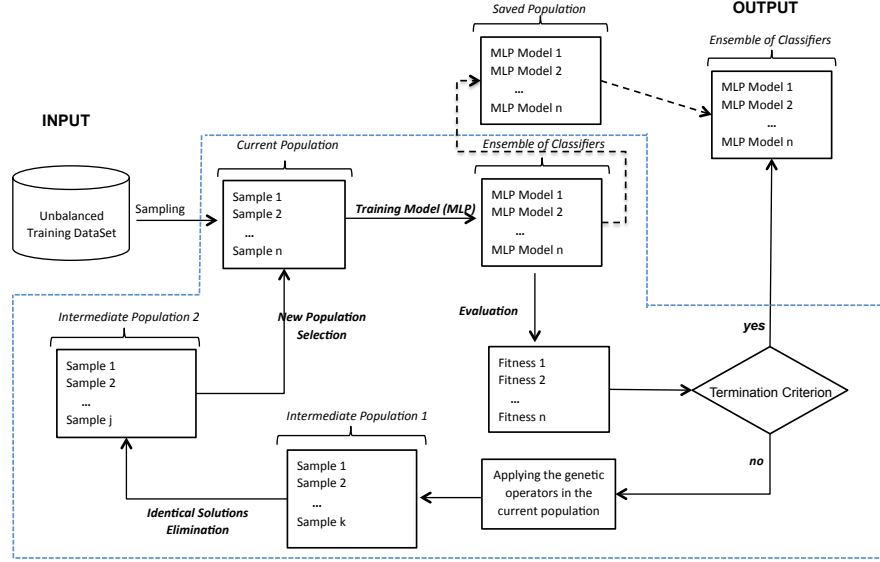 Saved Population
MLP Model 1
MLP Model 2
...
MLP Model n
OUTPUT
Ensemble of Classifiers
MLP Model 1
MLP Model 2
...
MLP Model n
INPUT
Unbalanced
Training DataSet
Sampling
Current Population
Sample 1
Sample 2
...
Sample n
Training Model (MLP)
Ensemble of Classifiers
MLP Model 1
MLP Model 2
...
MLP Model n
Evaluation
Fitness 1
Fitness 2
...
Fitness n
Termination Criterion
yes
no
Applying the genetic
operators in the
current population
Intermediate Population 1
Sample 1
Sample 2
...
Sample k
Identical Solutions
Elimination
Intermediate Population 2
Sample 1
Sample 2
...
Sample j
New Population
Selection